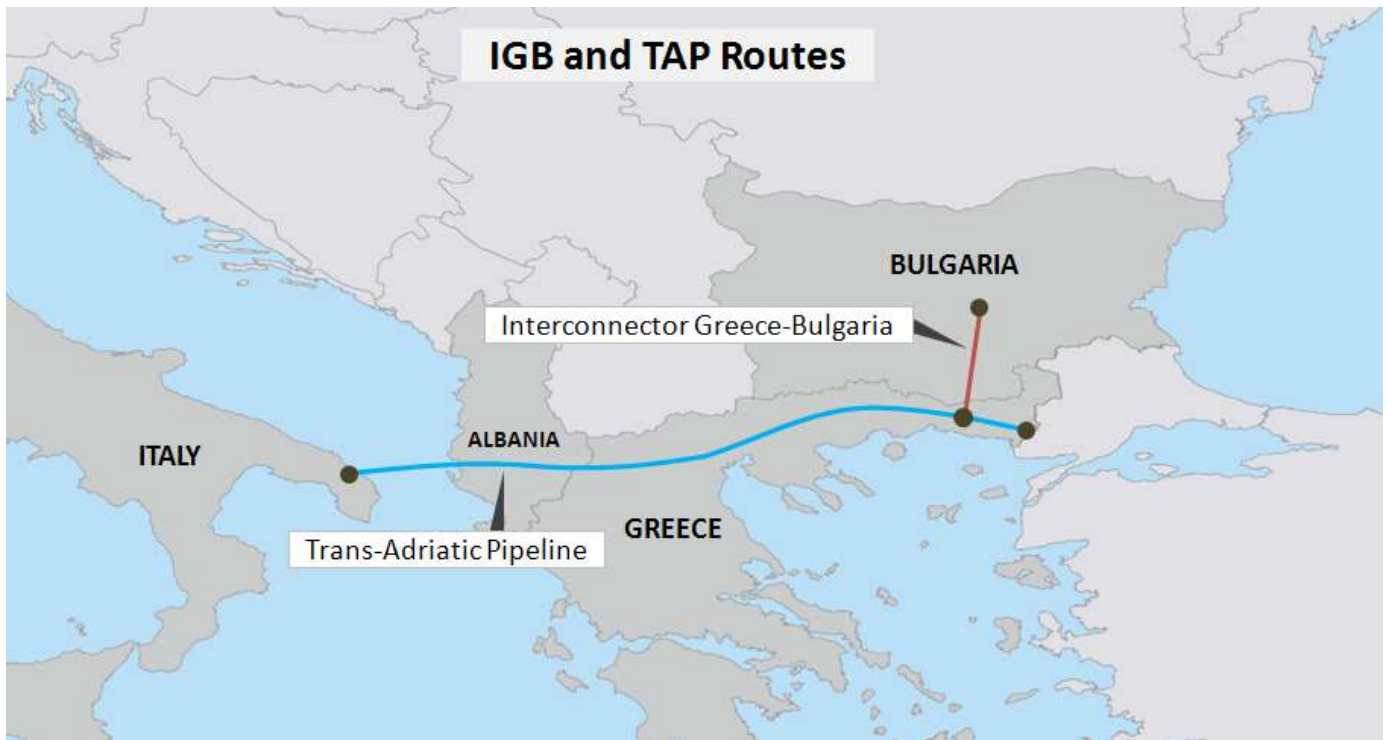 IGB and TAP Routes
BULGARIA
Interconnector Greece-Bulgaria
ALBANIA
ITALY
GREECE
Trans-Adriatic Pipeline